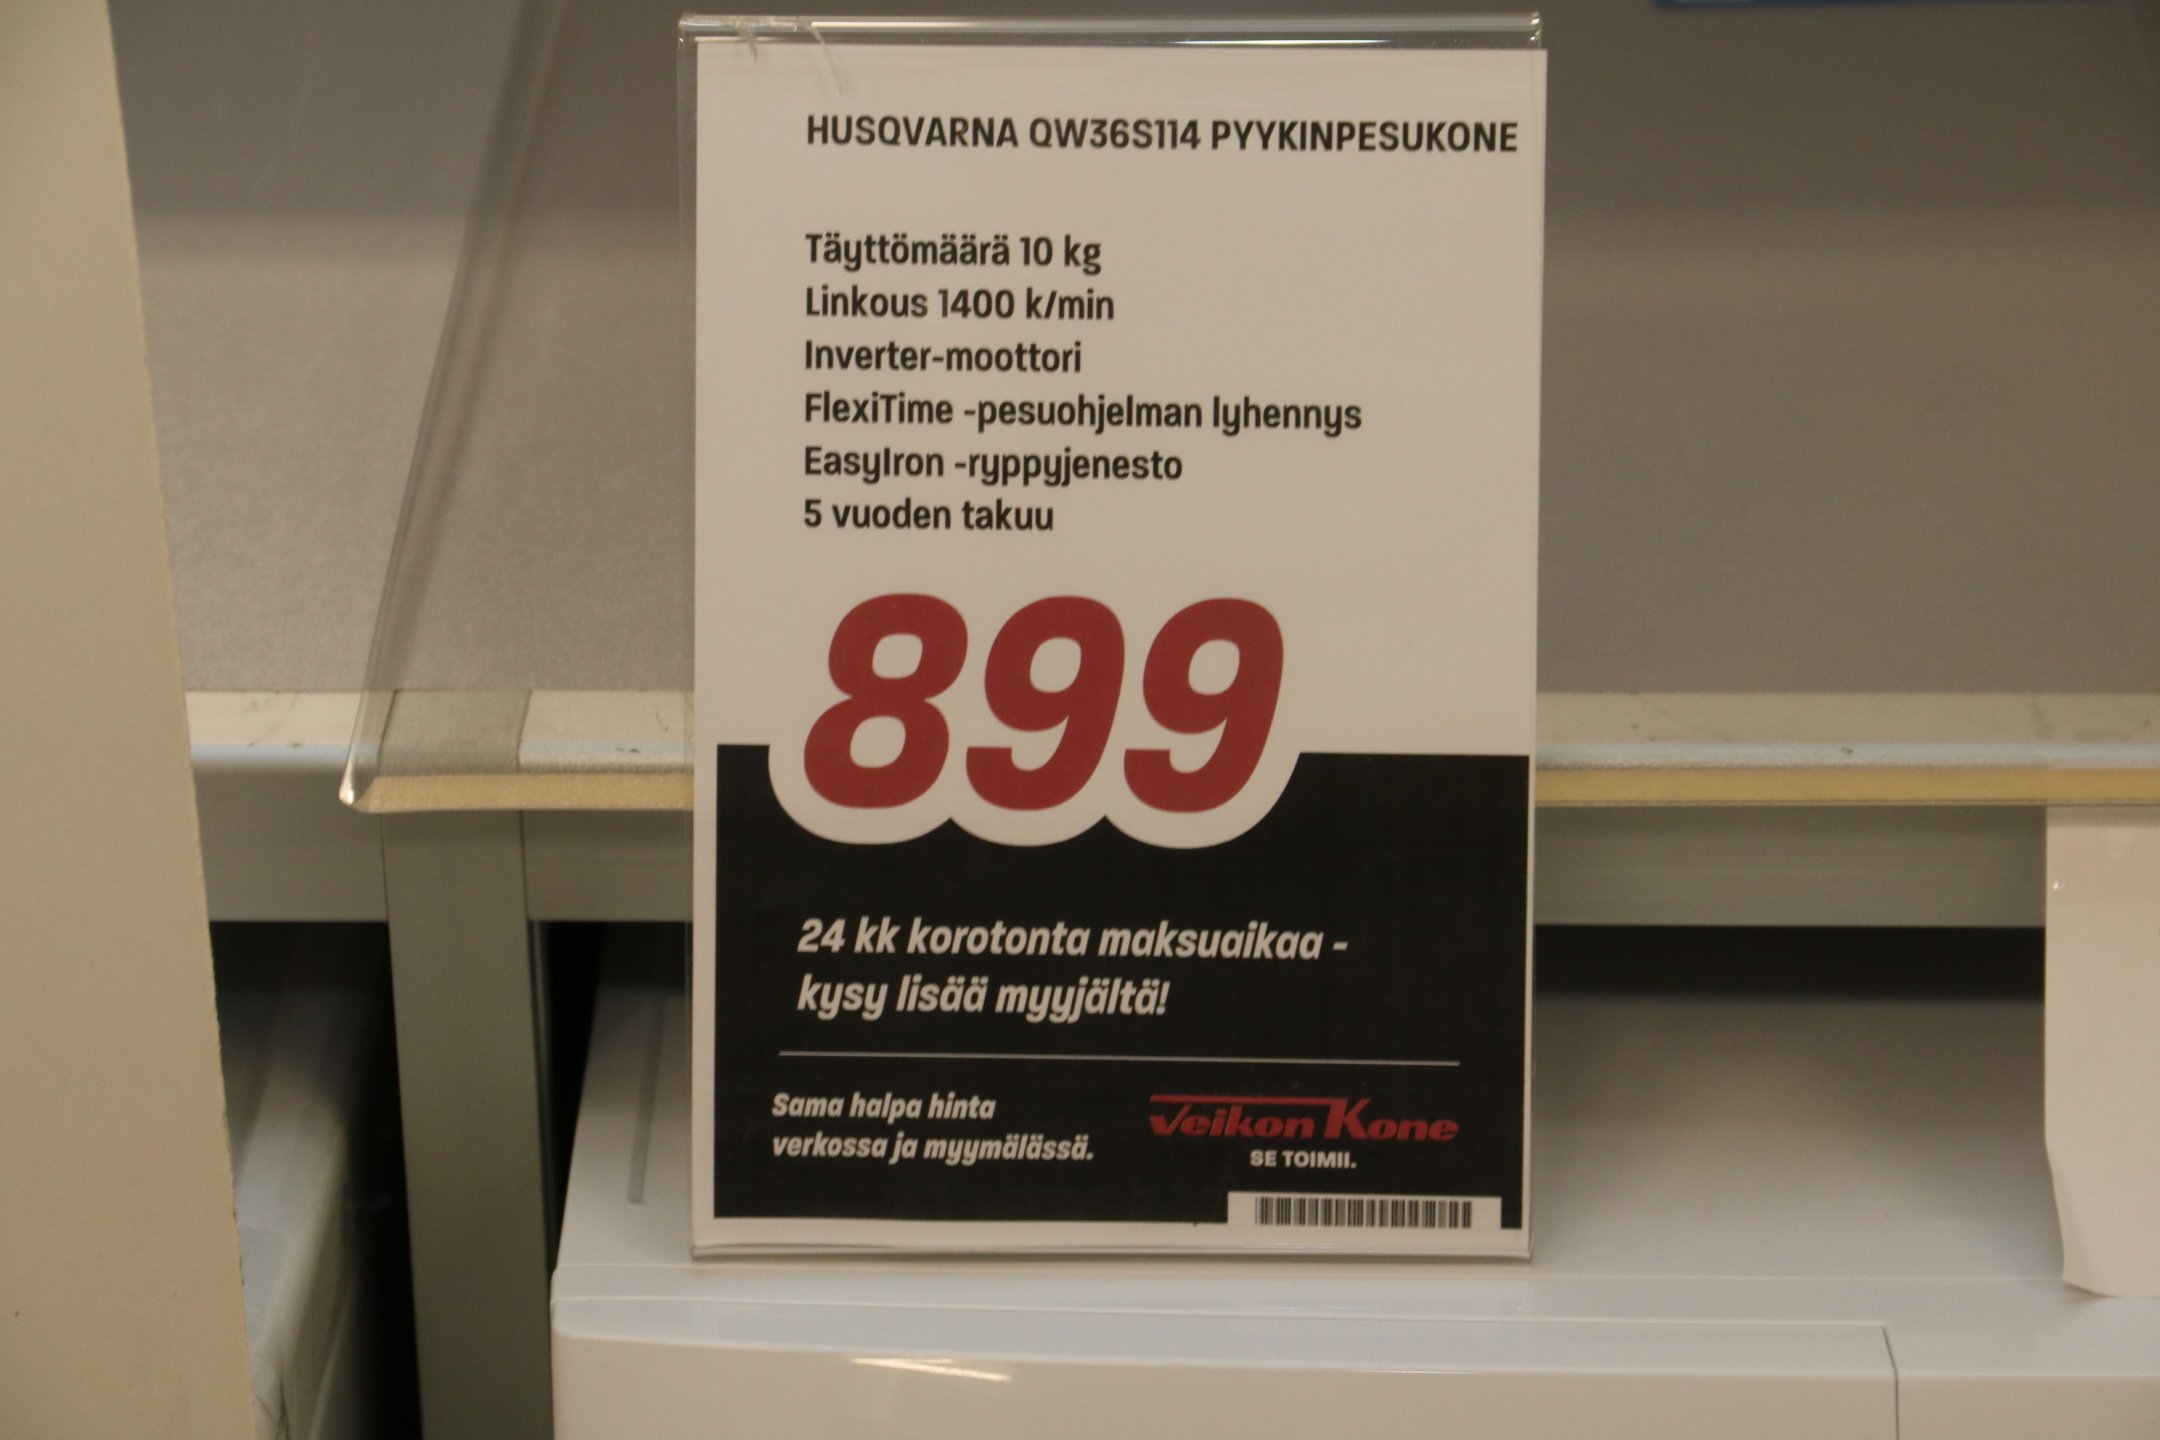 HUSQVARNA QW36S114 PYYKINPESUKONE
Täyttömäärä 10 kg
Linkous 1400 k/min
Inverter-moottori
FlexiTime -pesuohjelman lyhennys
EasyIron -ryppyjenesto
5 vuoden takuu
899
24 kk korotonta maksuaikaa -
kysy lisää myyjältä!
Sama halpa hinta
verkossa ja myymälässä.
Veikon Kone
SE TOIMII.